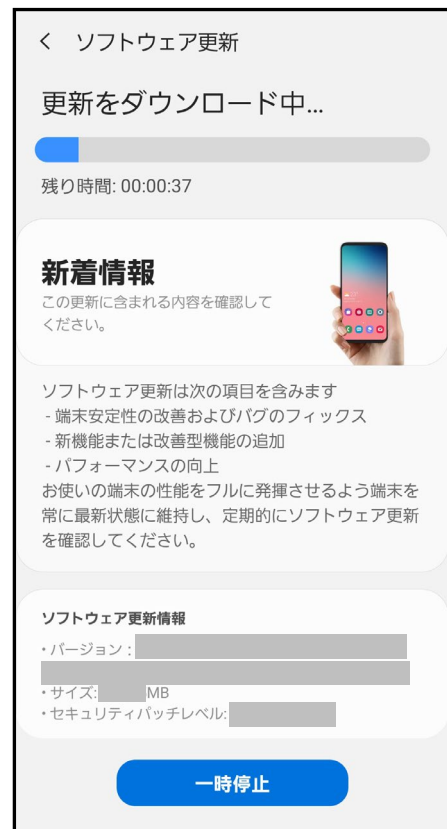 ソフトウェア更新
更新をダウンロード中...
残り時間: 00:00:37
新着情報
この更新に含まれる内容を確認して
ください。
ソフトウェア更新は次の項目を含みます
- 端末安定性の改善およびバグのフィックス
- 新機能または改善型機能の追加
- パフォーマンスの向上
お使いの端末の性能をフルに発揮させるよう端末を
常に最新状態に維持し、定期的にソフトウェア更新
を確認してください。
ソフトウェア更新情報
・バージョン :
・サイズ: MB
・セキュリティパッチレベル:
一時停止